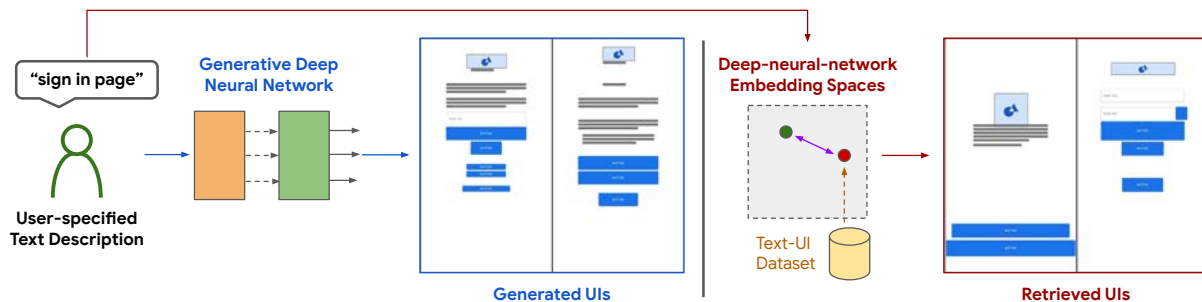 “sign in page”
User-specified
Text Description
Generative Deep
Neural Network
Generated UIs
Deep-neural-network
Embedding Spaces
Text-UI
Dataset
Retrieved UIs